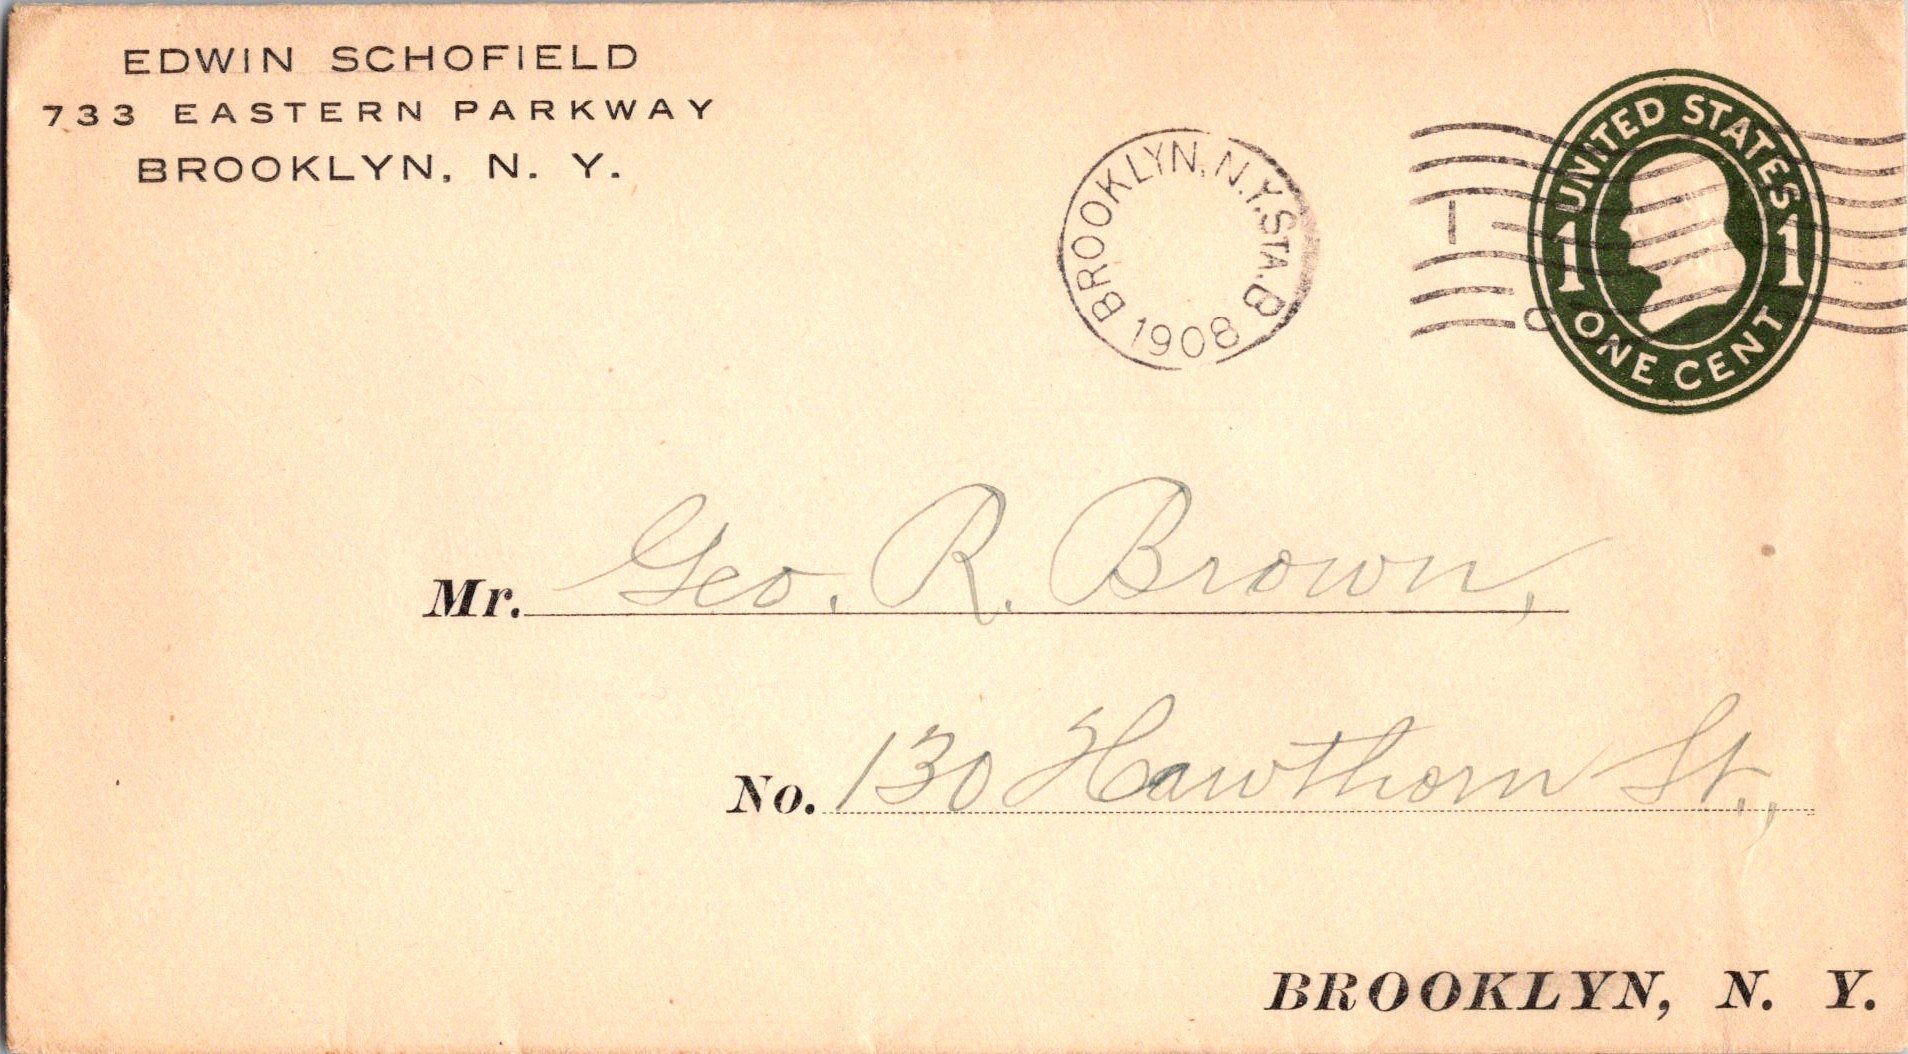 EDWIN SCHOFIELD
733 EASTERN PARKWAY
BROOKLYN, N. Y.
BROOKLYN, N.Y. STA. B
1908
UNITED STATES
1 1
ONE CENT
Mr. Geo. R. Brown,
No. 130 Hawthorn St.,
BROOKLYN, N. Y.